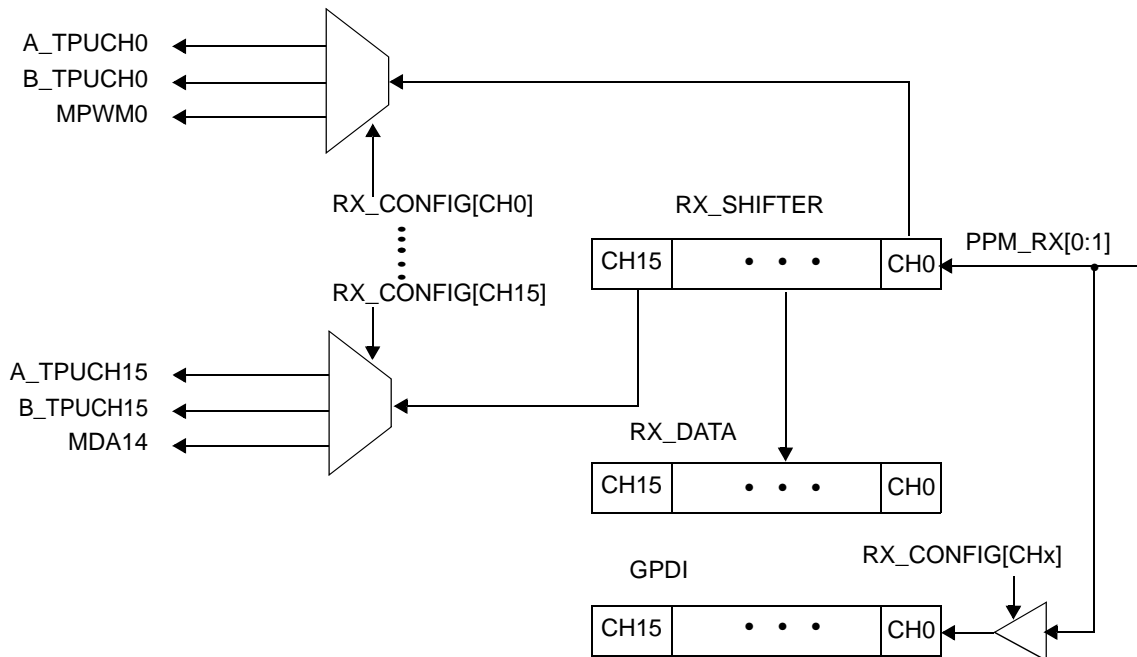 A_TPUCH0
B_TPUCH0
MPWM0
RX_CONFIG[CH0]
RX_SHIFTER
PPM_RX[0:1]
CH15 • • • CH0
RX_CONFIG[CH15]
A_TPUCH15
B_TPUCH15
MDA14
RX_DATA
CH15 • • • CH0
RX_CONFIG[CHx]
GPDI
CH15 • • • CH0